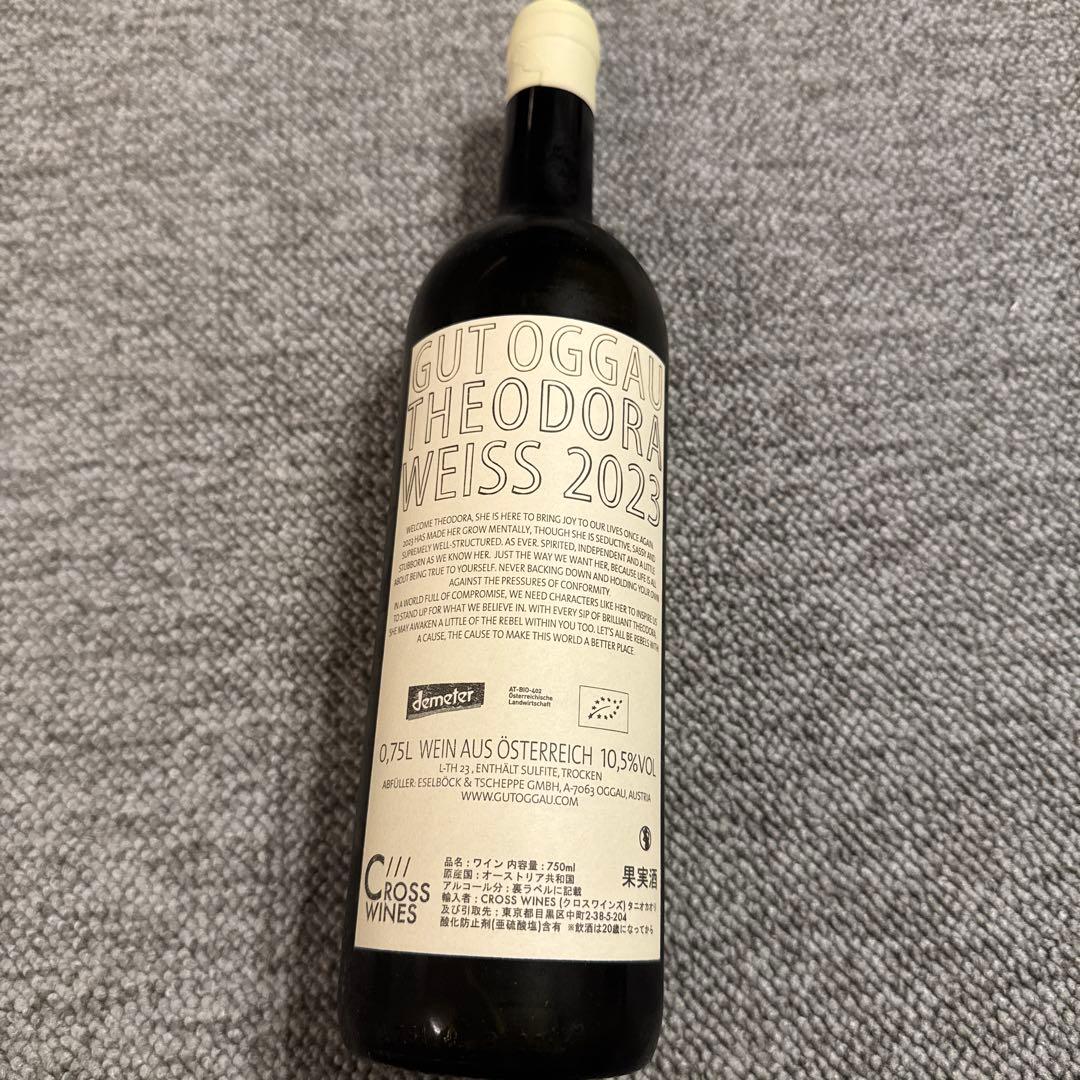 GUT OGGAU
THEODORA
WEISS 2023
WELCOME THEODORA, SHE IS HERE TO BRING JOY TO OUR LIVES ONCE AGAIN.
2023 HAS MADE HER GROW MENTALLY, THOUGH SHE IS SEDUCTIVE, SASSY AND
SUPREMELY WELL-STRUCTURED. AS EVER. SPIRITED, INDEPENDENT AND A LITTLE
STUBBORN AS WE KNOW HER. JUST THE WAY WE WANT HER, BECAUSE LIFE IS ALL
ABOUT BEING TRUE TO YOURSELF. NEVER BACKING DOWN AND HOLDING YOUR OWN
AGAINST THE PRESSURES OF CONFORMITY.
IN A WORLD FULL OF COMPROMISE, WE NEED CHARACTERS LIKE HER TO INSPIRE US
TO STAND UP FOR WHAT WE BELIEVE IN. WITH EVERY SIP OF BRILLIANT THEODORA,
SHE MAY AWAKEN A LITTLE OF THE REBEL WITHIN YOU TOO. LET'S ALL BE REBELS WITH
A CAUSE, THE CAUSE TO MAKE THIS WORLD A BETTER PLACE.
demeter
AT-BIO-402
Österreichische
Landwirtschaft
0,75L WEIN AUS ÖSTERREICH 10,5%VOL
L-TH 23, ENTHÄLT SULFITE, TROCKEN
ABFÜLLER: ESELBÖCK & TSCHEPPE GMBH, A-7063 OGGAU, AUSTRIA
WWW.GUTOGGAU.COM
CROSS
WINES
品名：ワイン 内容量：750ml
原産国：オーストリア共和国
アルコール分：裏ラベルに記載
輸入者：CROSS WINES (クロスワインズ) タニオカオリ
及び引取先：東京都目黒区中町2-38-5-204
酸化防止剤(亜硫酸塩)含有 ※飲酒は20歳になってから
果実酒